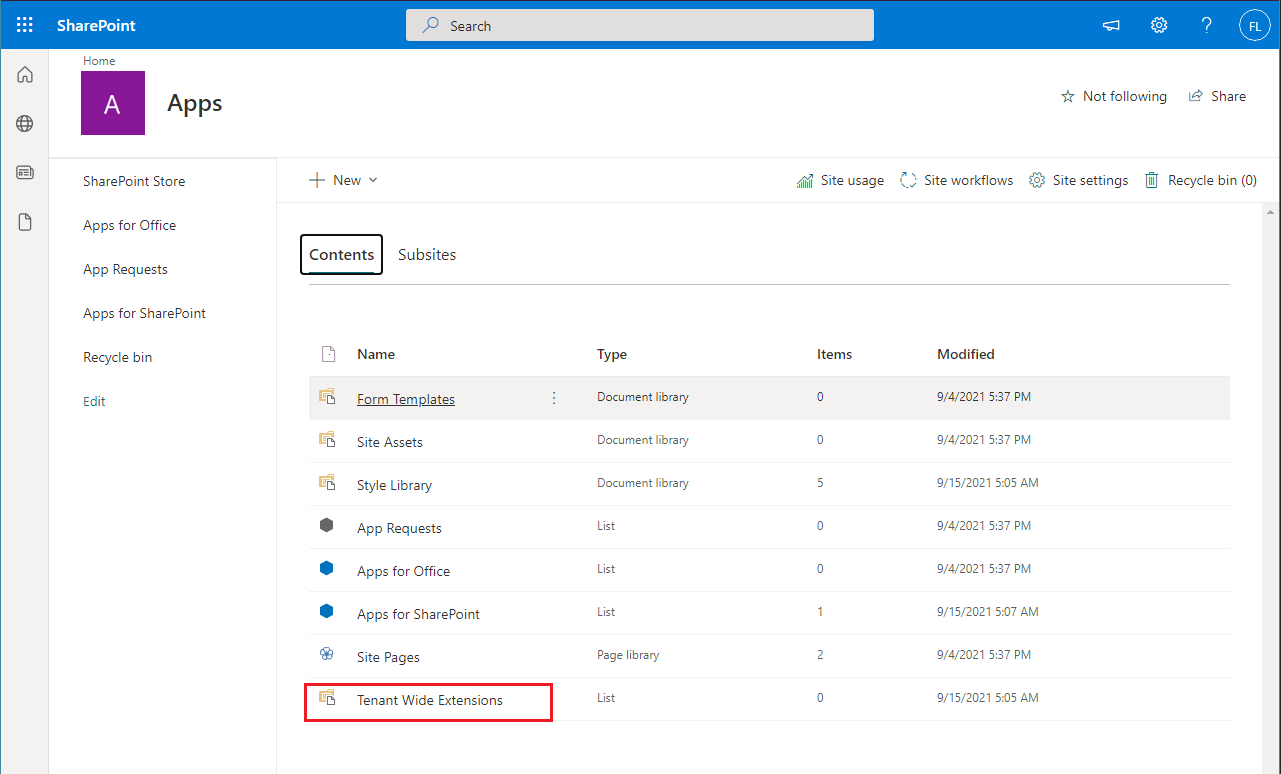 SharePoint
Search
FL
Home
A
Apps
Not following
Share
SharePoint Store
Apps for Office
App Requests
Apps for SharePoint
Recycle bin
Edit
New
Site usage
Site workflows
Site settings
Recycle bin (0)
Contents
Subsites
Name Type Items Modified
Form Templates Document library 0 9/4/2021 5:37 PM
Site Assets Document library 0 9/4/2021 5:37 PM
Style Library Document library 5 9/15/2021 5:05 AM
App Requests List 0 9/4/2021 5:37 PM
Apps for Office List 0 9/4/2021 5:37 PM
Apps for SharePoint List 1 9/15/2021 5:07 AM
Site Pages Page library 2 9/4/2021 5:37 PM
Tenant Wide Extensions List 0 9/15/2021 5:05 AM